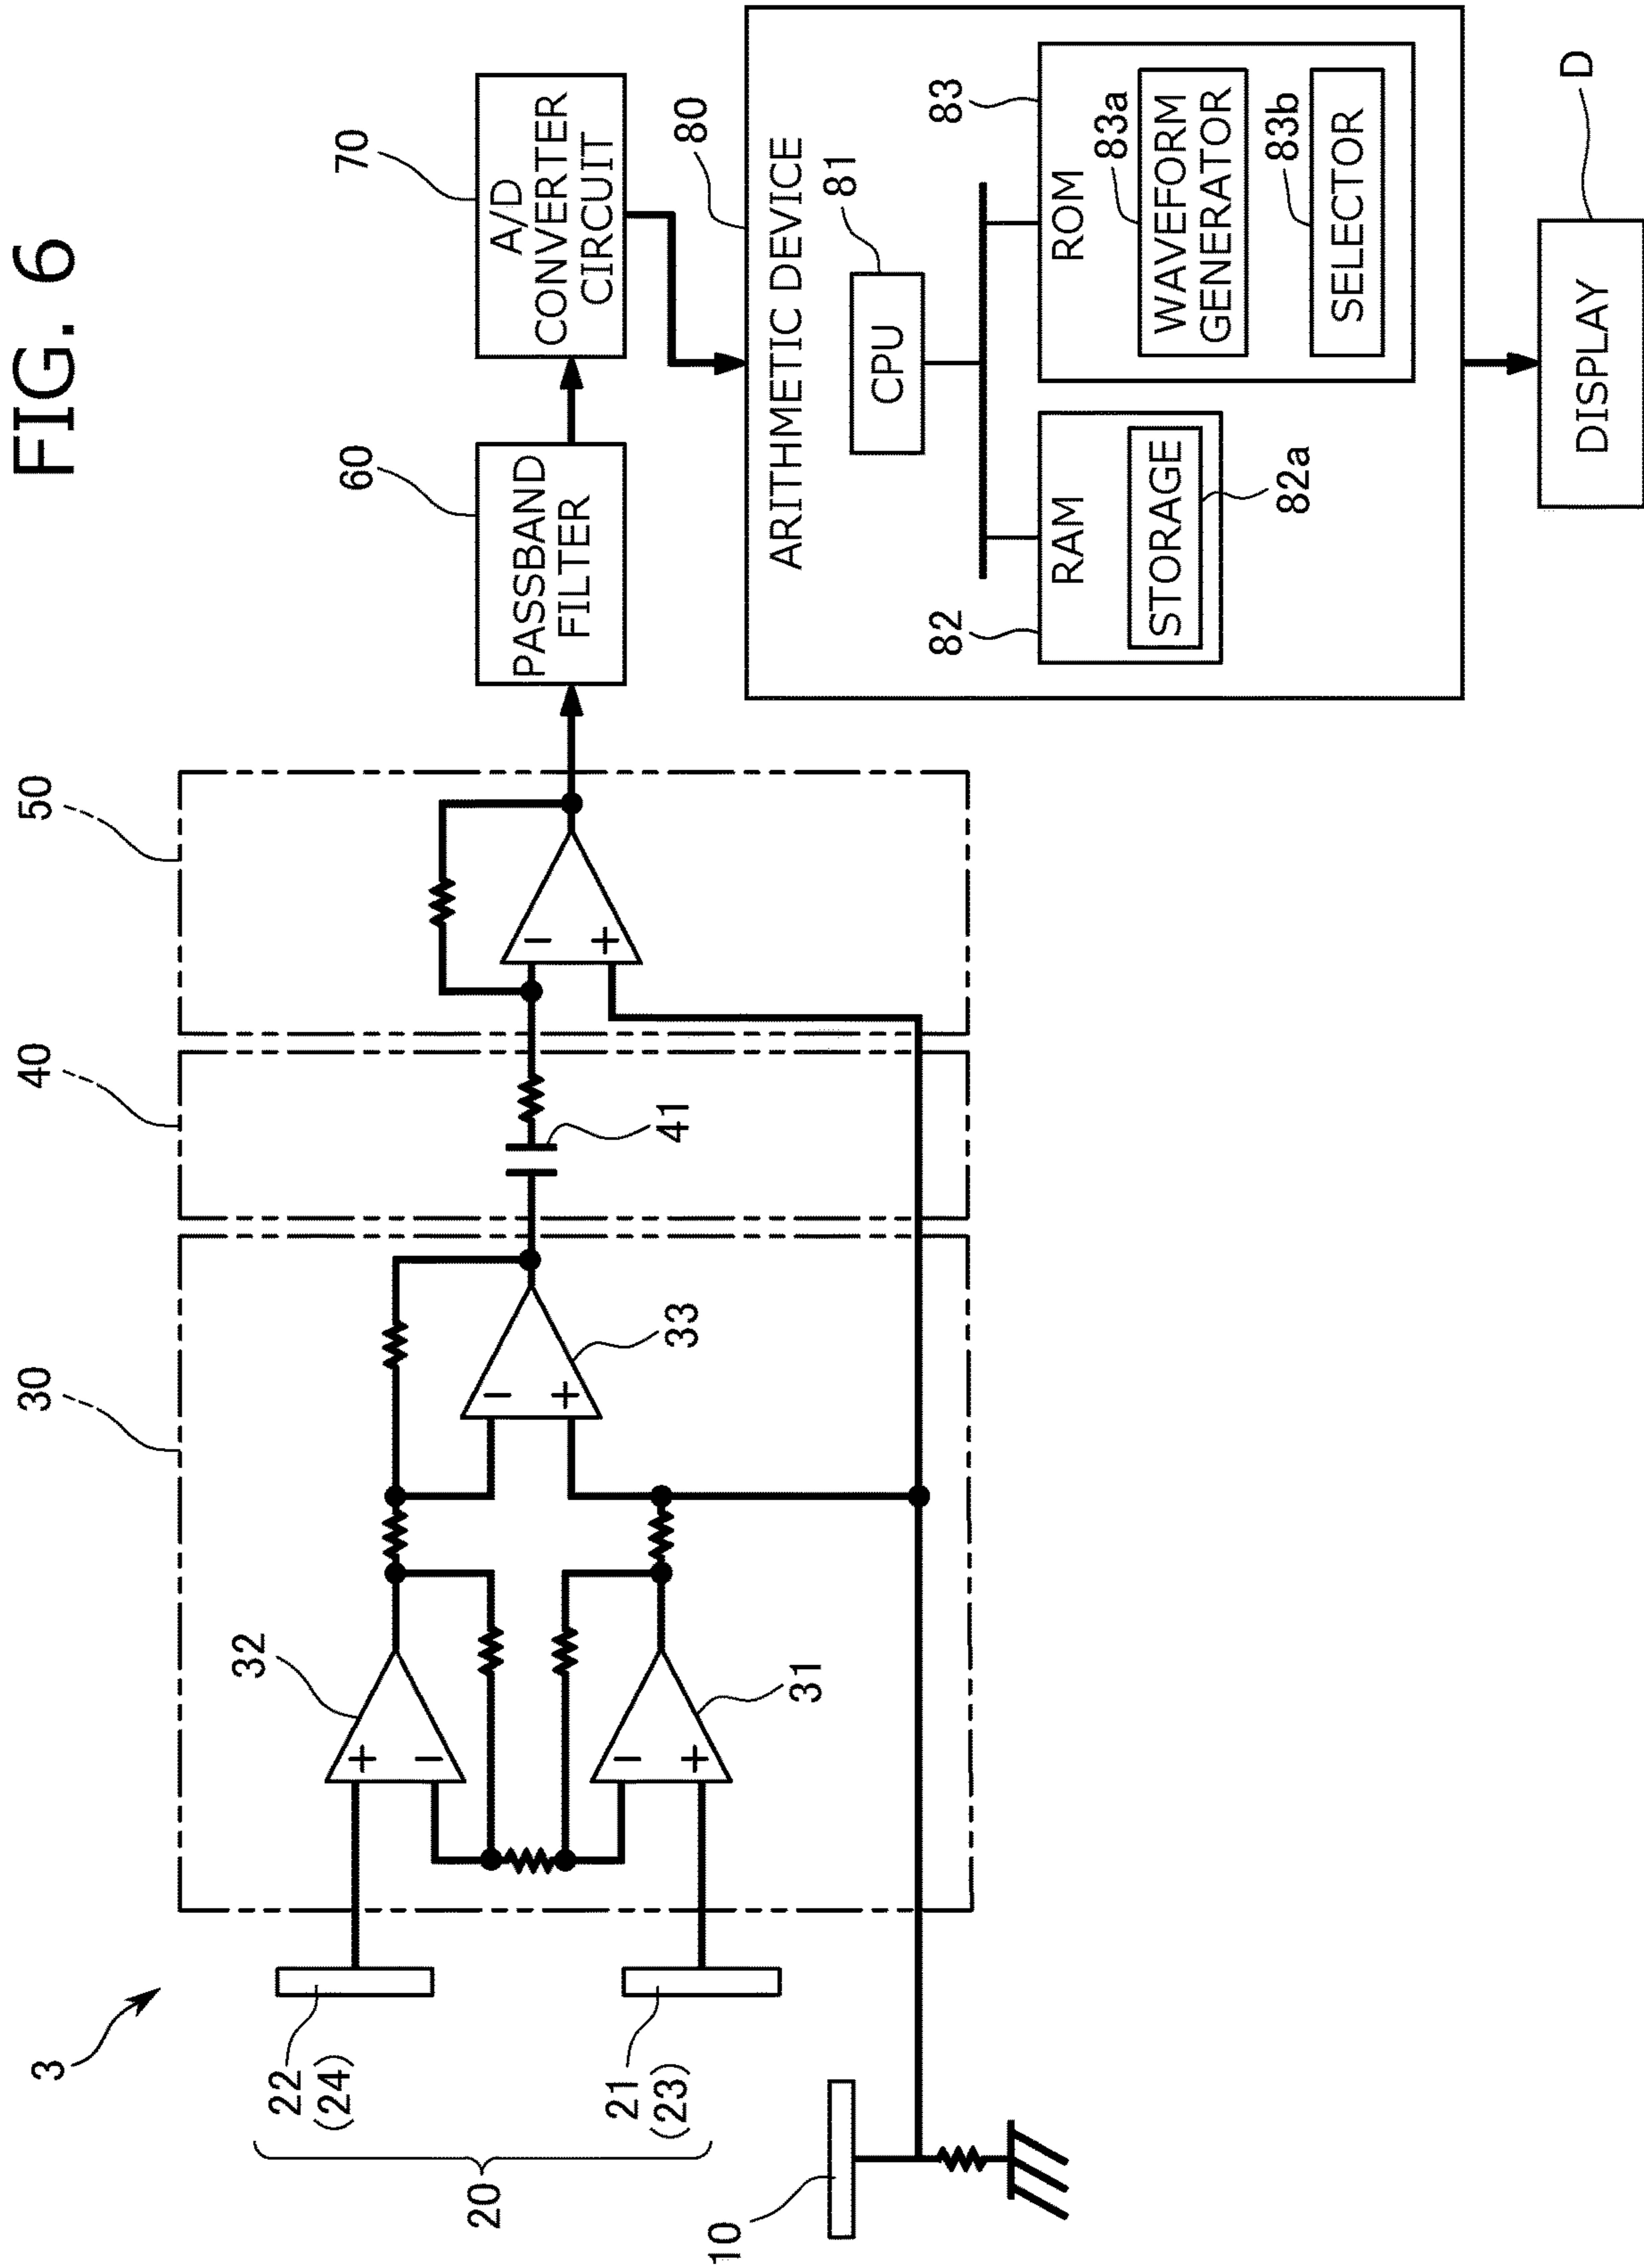 FIG. 6
3
30
40
50
32
33
31
41
+
−
−
+
−
+
−
+
22
(24)
21
(23)
20
10
60
PASSBAND
FILTER
70
A/D
CONVERTER
CIRCUIT
80
ARITHMETIC DEVICE
81
CPU
82
RAM
STORAGE
82a
83
ROM
83a
WAVEFORM
GENERATOR
83b
SELECTOR
D
DISPLAY